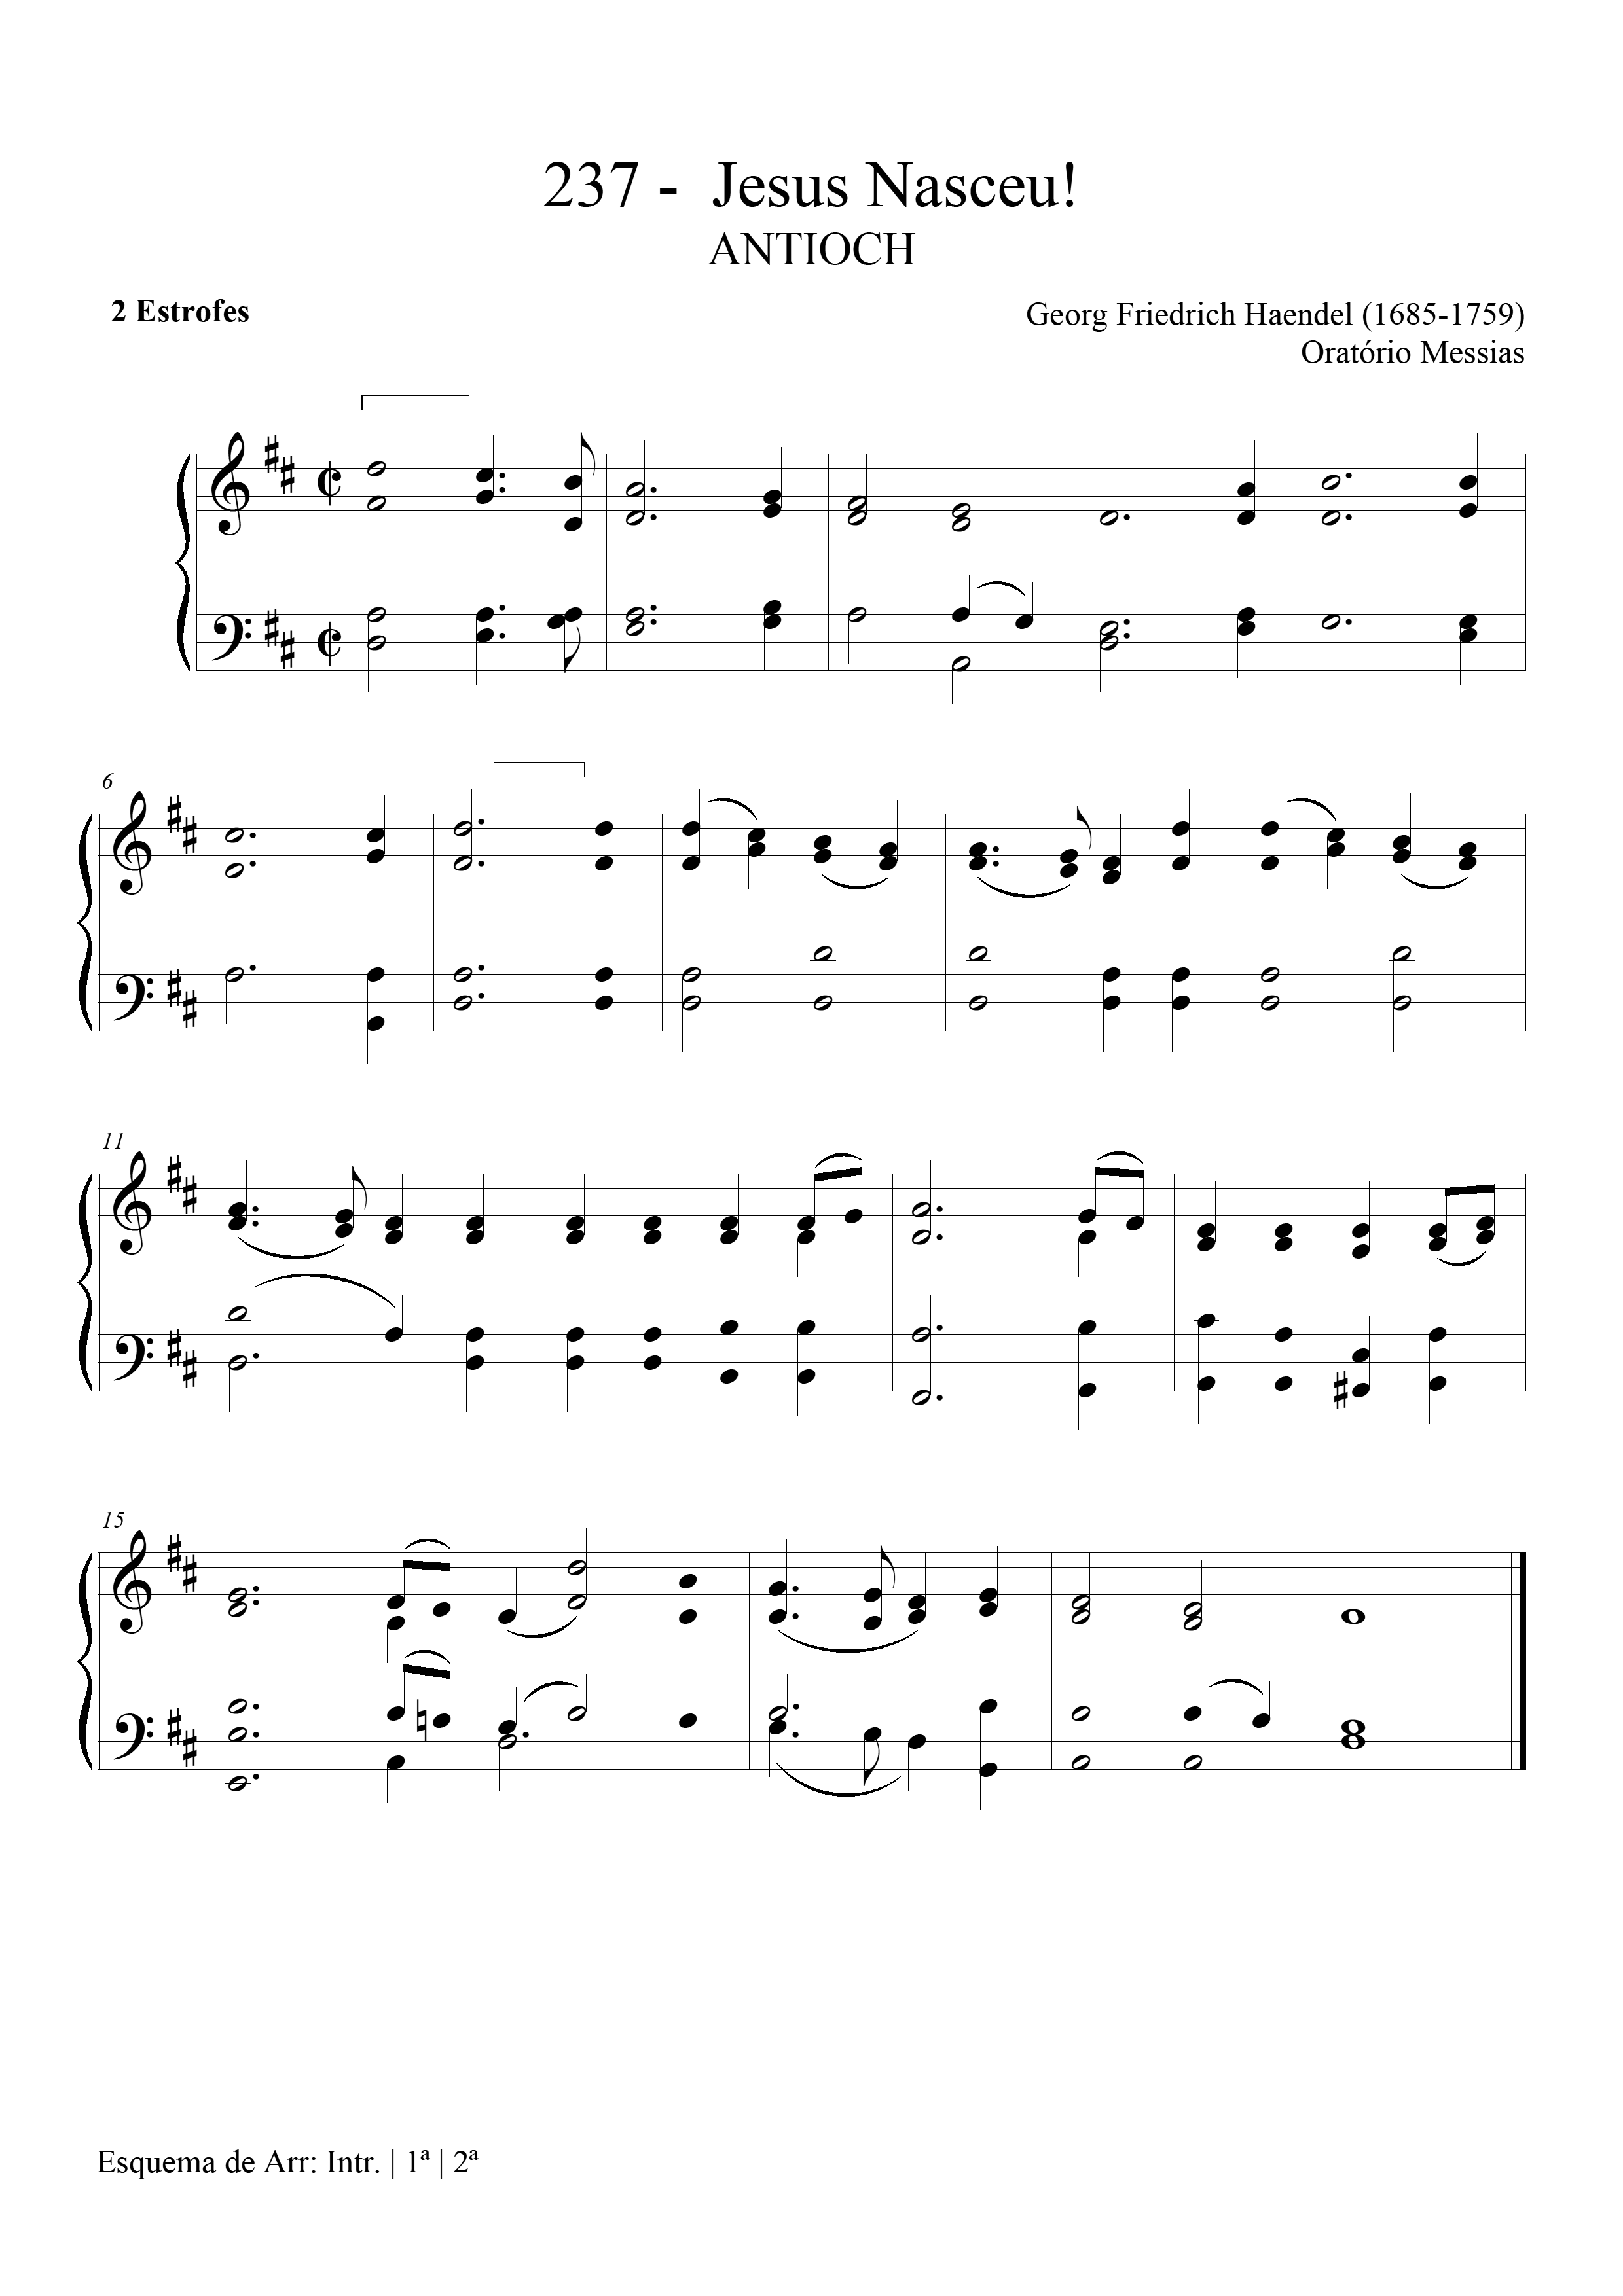 237 - Jesus Nasceu!
ANTIOCH
2 Estrofes
Georg Friedrich Haendel (1685-1759)
Oratório Messias
6
11
15
Esquema de Arr: Intr. | 1ª | 2ª